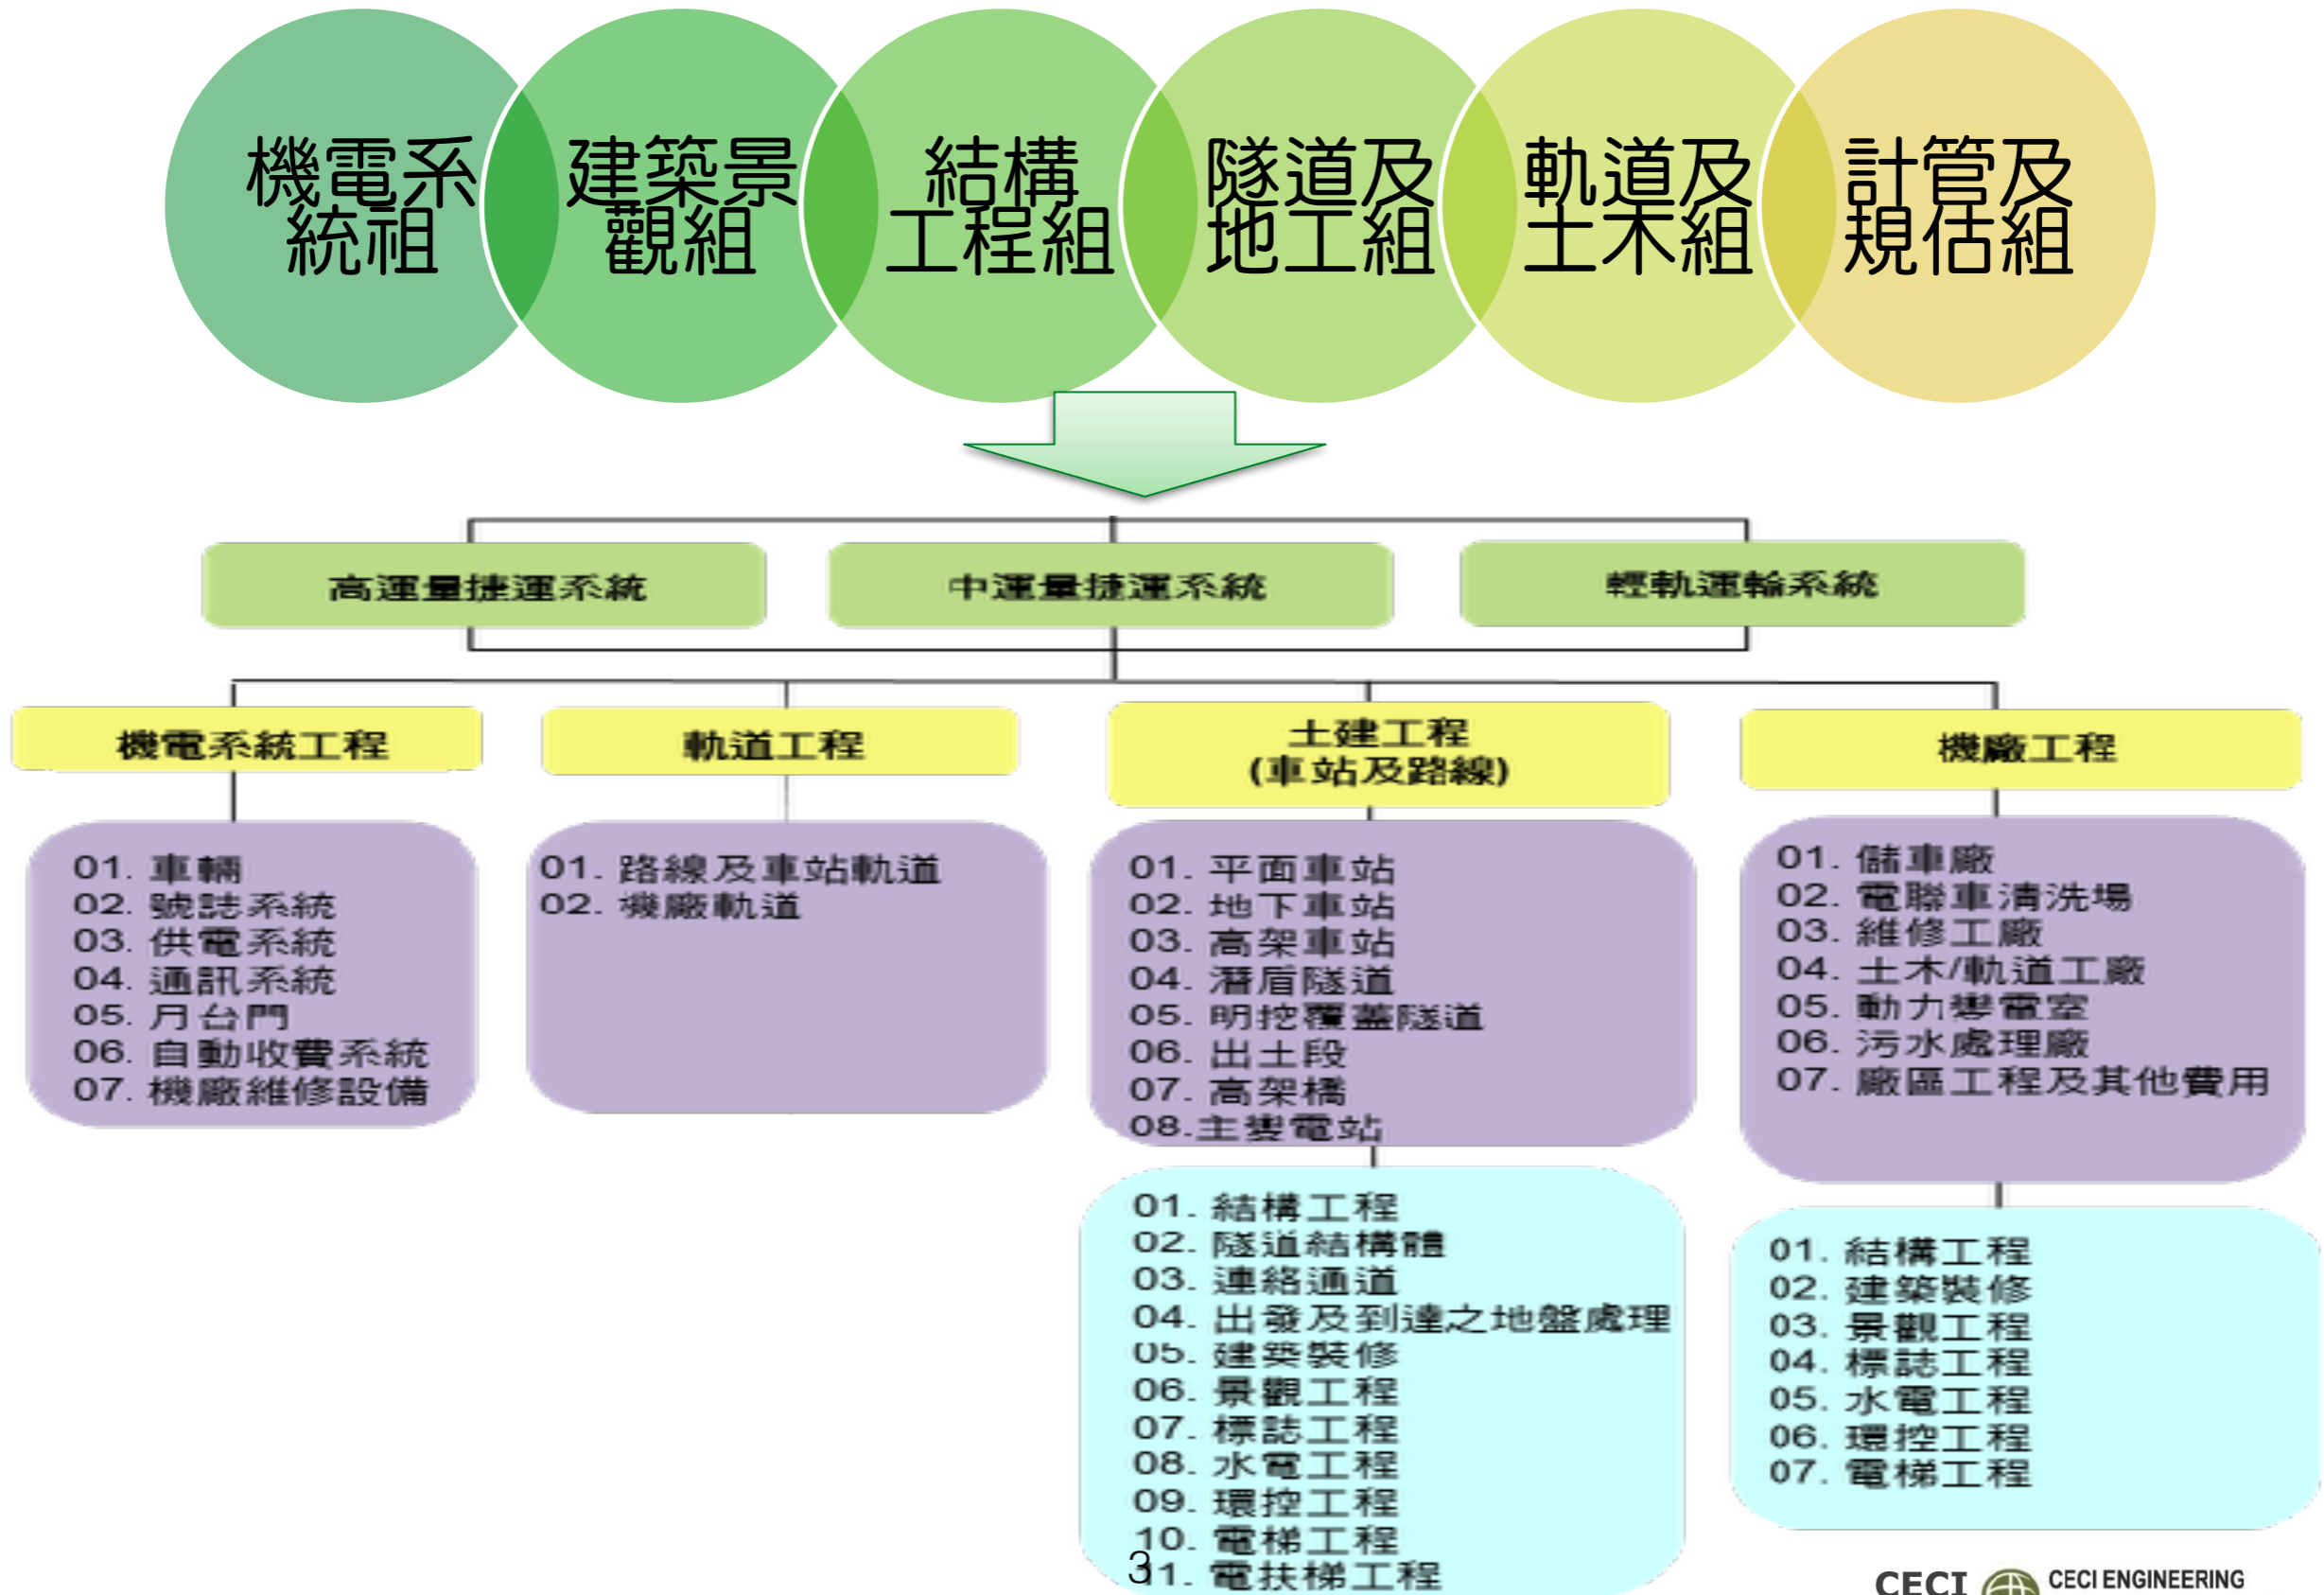 機電系
統祖
建築景
觀組
結構
工程組
隧道及
地工組
軌道及
土木組
計管及
規估組
高運量捷運系統
中運量捷運系統
輕軌運輸系統
機電系統工程
01. 車輛
02. 號誌系統
03. 供電系統
04. 通訊系統
05. 月台門
06. 自動收費系統
07. 機廠維修設備
軌道工程
01. 路線及車站軌道
02. 機廠軌道
土建工程
(車站及路線)
01. 平面車站
02. 地下車站
03. 高架車站
04. 潛盾隧道
05. 明挖覆蓋隧道
06. 出土段
07. 高架橋
08.主變電站
01. 結構工程
02. 隧道結構體
03. 連絡通道
04. 出發及到達之地盤處理
05. 建築裝修
06. 景觀工程
07. 標誌工程
08. 水電工程
09. 環控工程
10. 電梯工程
11. 電扶梯工程
機廠工程
01. 儲車廠
02. 電聯車清洗場
03. 維修工廠
04. 土木/軌道工廠
05. 動力變電室
06. 污水處理廠
07. 廠區工程及其他費用
01. 結構工程
02. 建築裝修
03. 景觀工程
04. 標誌工程
05. 水電工程
06. 環控工程
07. 電梯工程
3
CECI
CECI ENGINEERING